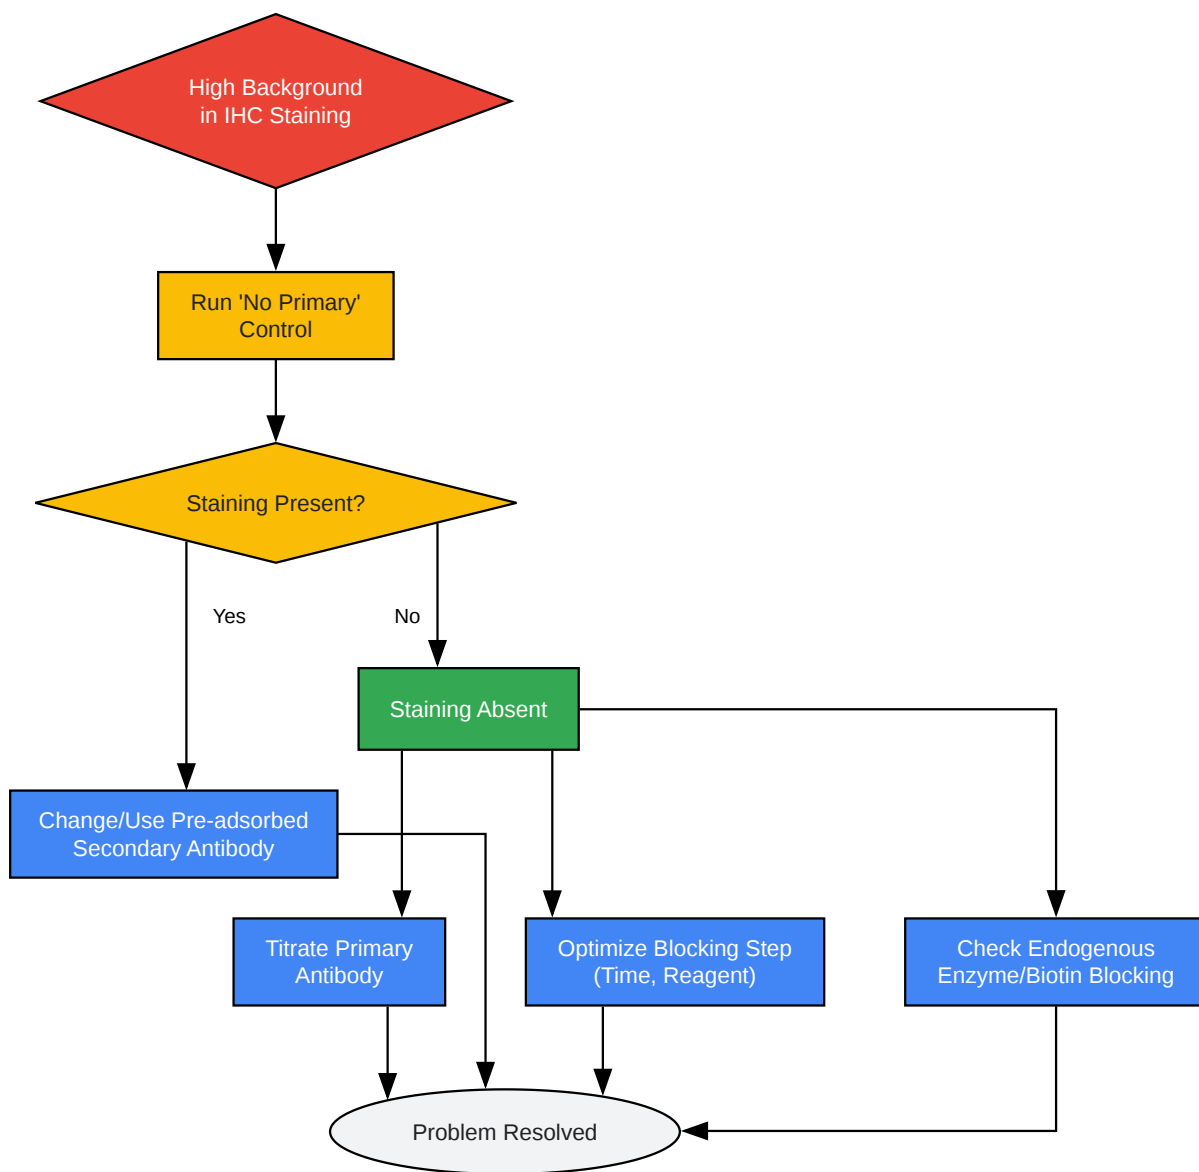 High Background
in IHC Staining
Run 'No Primary'
Control
Staining Present?
Yes
No
Staining Absent
Change/Use Pre-adsorbed
Secondary Antibody
Titrate Primary
Antibody
Optimize Blocking Step
(Time, Reagent)
Check Endogenous
Enzyme/Biotin Blocking
Problem Resolved